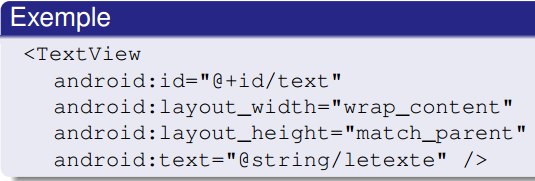 Exemple
<TextView
android:id="@+id/text"
android:layout_width="wrap_content"
android:layout_height="match_parent"
android:text="@string/letexte" />